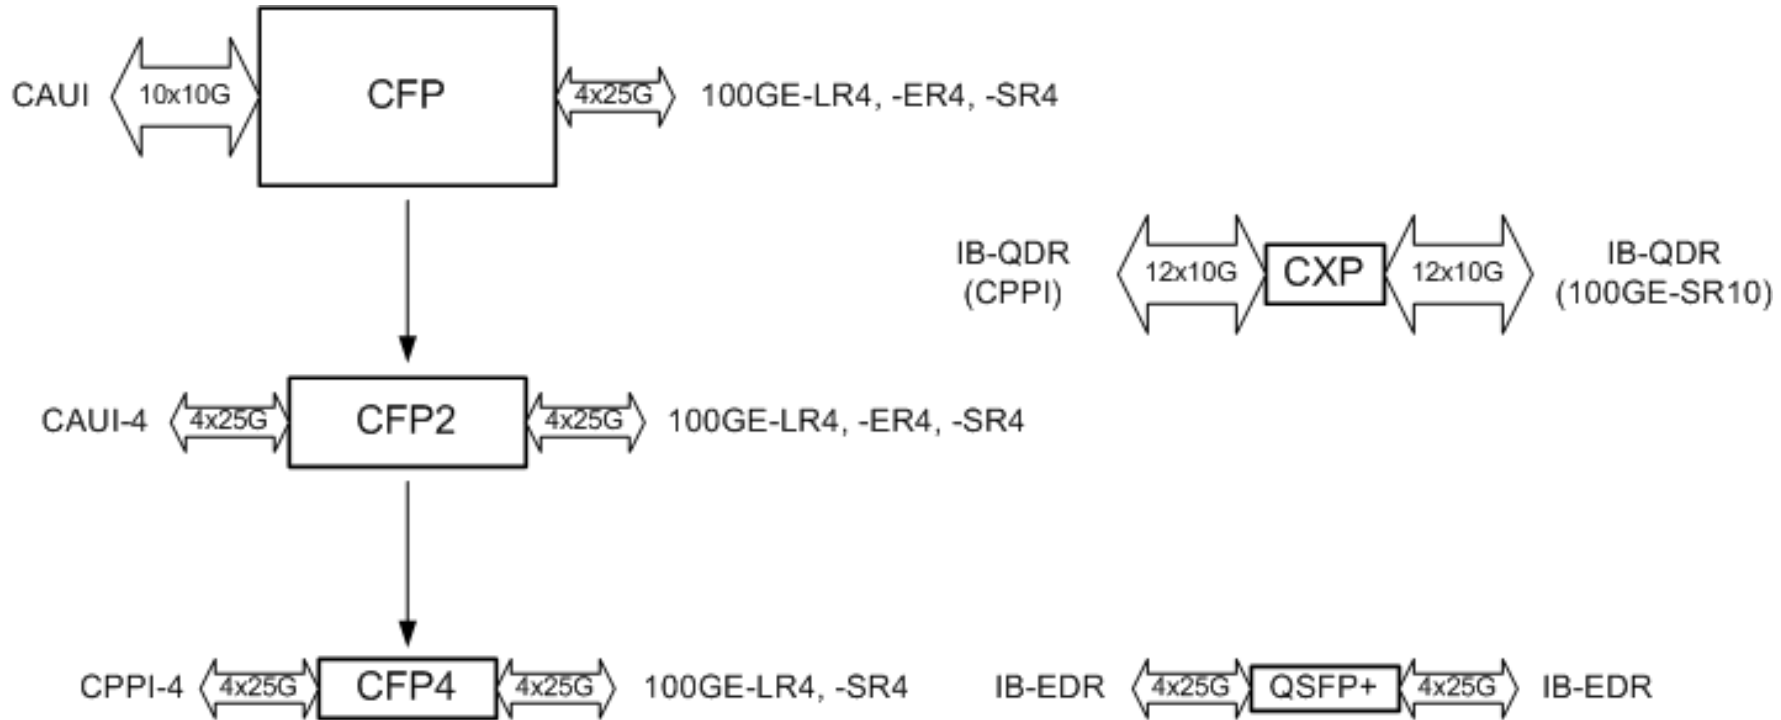 CAUI 10x10G CFP 4x25G 100GE-LR4, -ER4, -SR4
IB-QDR
(CPPI)
12x10G CXP 12x10G
IB-QDR
(100GE-SR10)
CAUI-4 4x25G CFP2 4x25G 100GE-LR4, -ER4, -SR4
CPPI-4 4x25G CFP4 4x25G 100GE-LR4, -SR4
IB-EDR 4x25G QSFP+ 4x25G IB-EDR